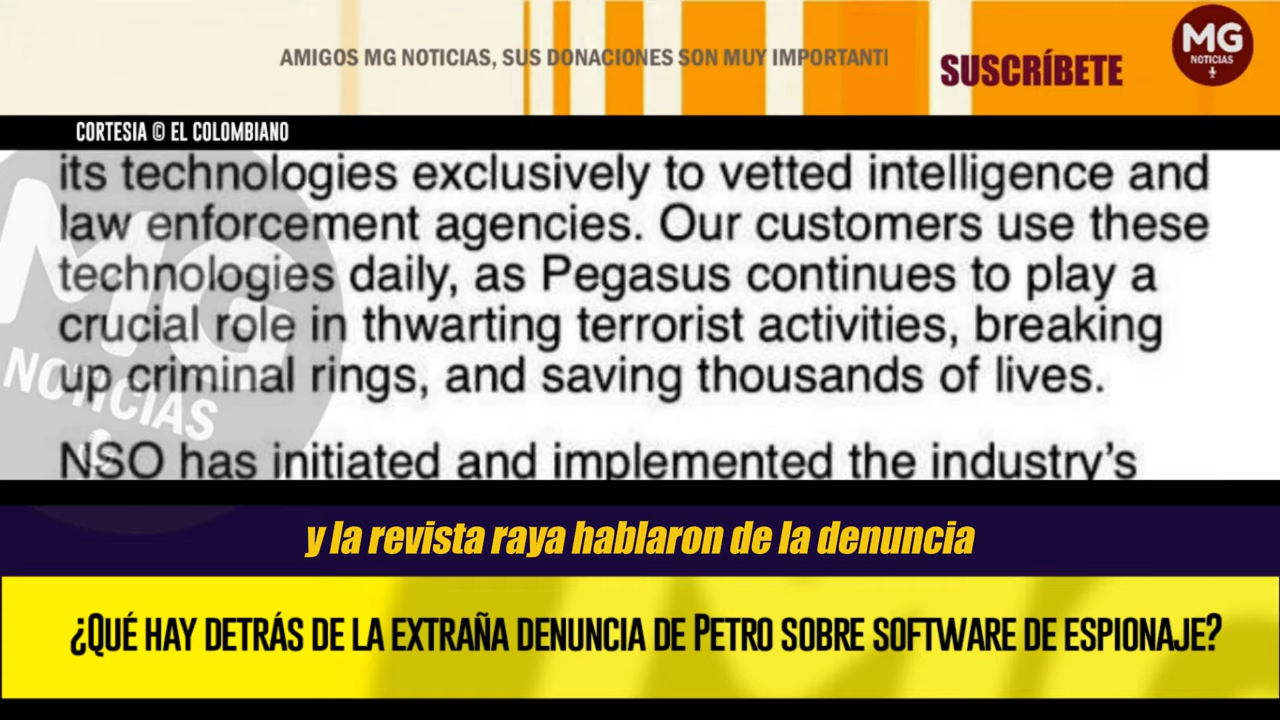 AMIGOS MG NOTICIAS, SUS DONACIONES SON MUY IMPORTANT
SUSCRÍBETE
MG
NOTICIAS
CORTESIA © EL COLOMBIANO
its technologies exclusively to vetted intelligence and
law enforcement agencies. Our customers use these
technologies daily, as Pegasus continues to play a
crucial role in thwarting terrorist activities, breaking
up criminal rings, and saving thousands of lives.
NSO has initiated and implemented the industry's
MG
NOTICIAS
y la revista raya hablaron de la denuncia
¿QUÉ HAY DETRÁS DE LA EXTRAÑA DENUNCIA DE PETRO SOBRE SOFTWARE DE ESPIONAJE?